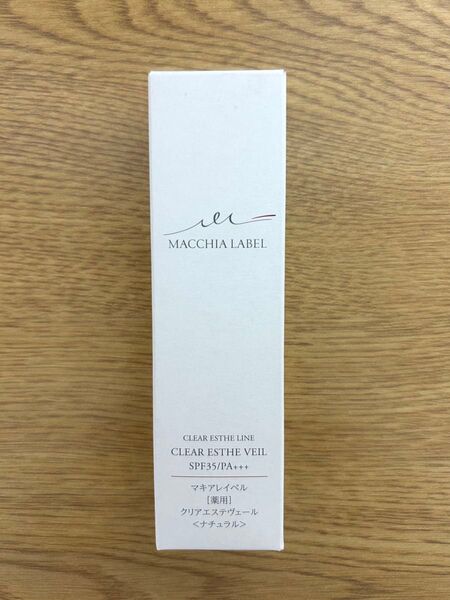 MACCHIA LABEL
CLEAR ESTHE LINE
CLEAR ESTHE VEIL
SPF35/PA+++
マキアレイベル
[薬用]
クリアエステヴェール
<ナチュラル>